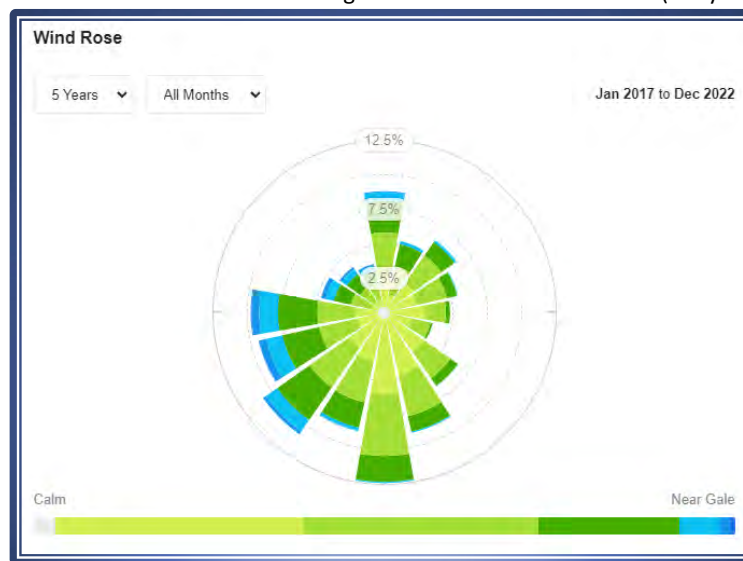 Wind Rose
5 Years All Months Jan 2017 to Dec 2022
12.5%
7.5%
2.5%
Calm Near Gale